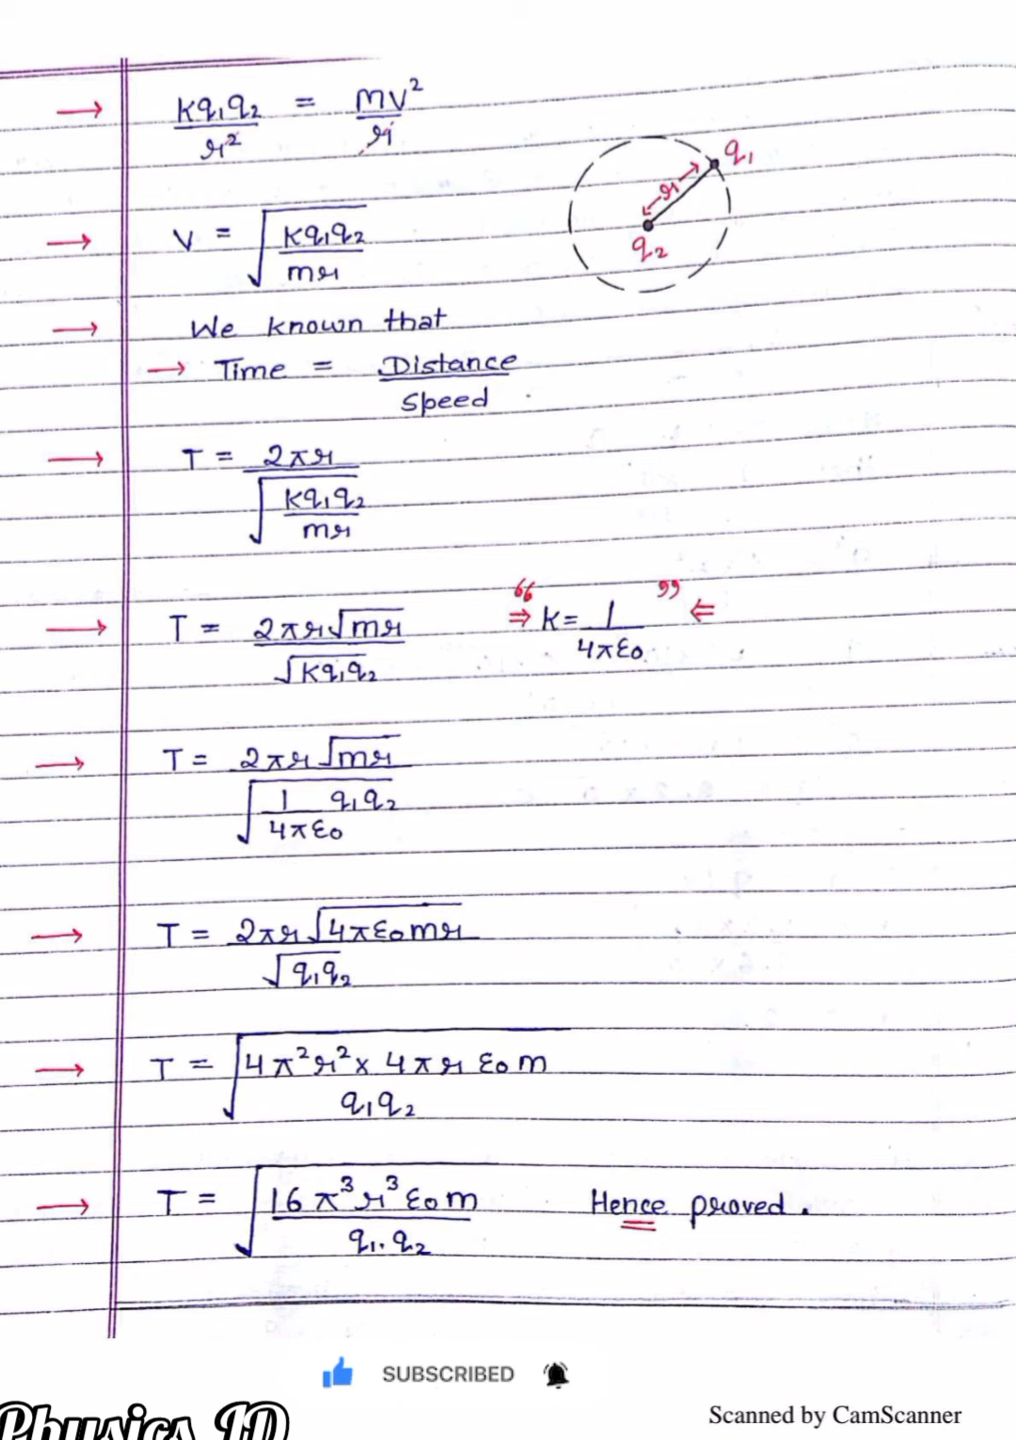 → Kq₁q₂/r² = mv²/r
q₁
r
q₂
→ V = √(Kq₁q₂/mr)
→ We known that
→ Time = Distance/Speed
→ T = 2πr/√(Kq₁q₂/mr)
→ T = 2πr√mr/√Kq₁q₂ “⇒ K = 1/4πε₀ ” ⇐
→ T = 2πr√mr/√(1/4πε₀ q₁q₂)
→ T = 2πr√4πε₀mr/√q₁q₂
→ T = √(4π²r² × 4πr ε₀m/q₁q₂)
→ T = √(16π³r³ε₀m/q₁.q₂) Hence proved.
SUBSCRIBED
Scanned by CamScanner